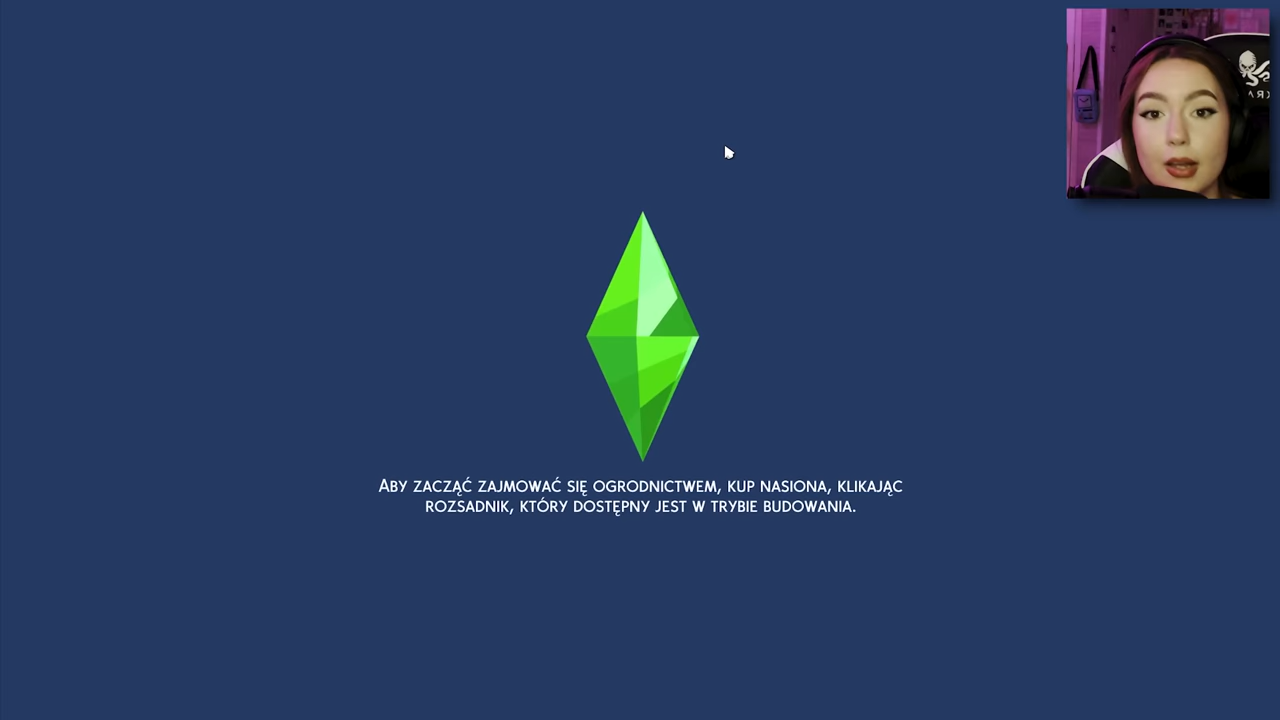 Aby zacząć zajmować się ogrodnictwem, kup nasiona, klikając
rozsadnik, który dostępny jest w trybie budowania.